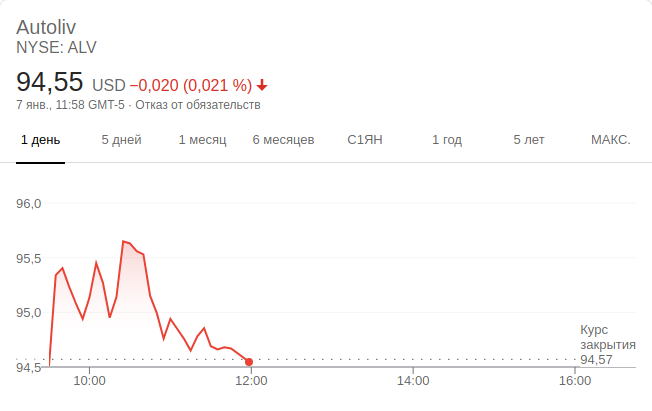 Autoliv
NYSE: ALV
94,55 USD −0,020 (0,021 %)
7 янв., 11:58 GMT-5 · Отказ от обязательств
1 день 5 дней 1 месяц 6 месяцев С1ЯН 1 год 5 лет МАКС.
96,0
95,5
95,0
Курс
закрытия
94,57
94,5
10:00 12:00 14:00 16:00